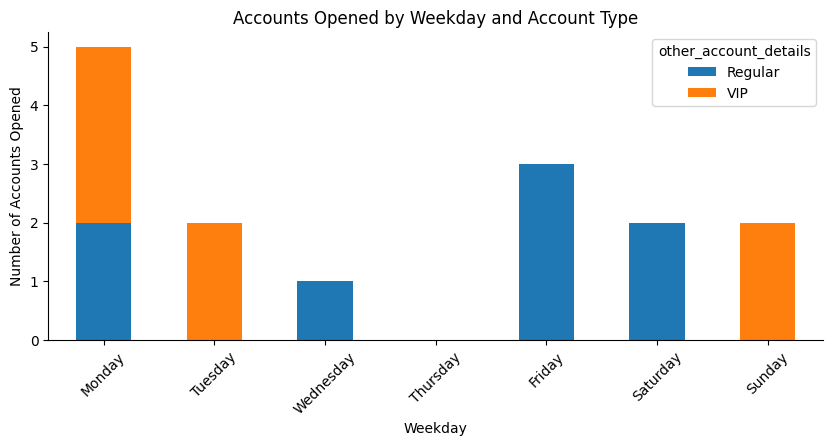 Accounts Opened by Weekday and Account Type
other_account_details
Regular
VIP
Number of Accounts Opened
5
4
3
2
1
0
Monday
Tuesday
Wednesday
Thursday
Friday
Saturday
Sunday
Weekday